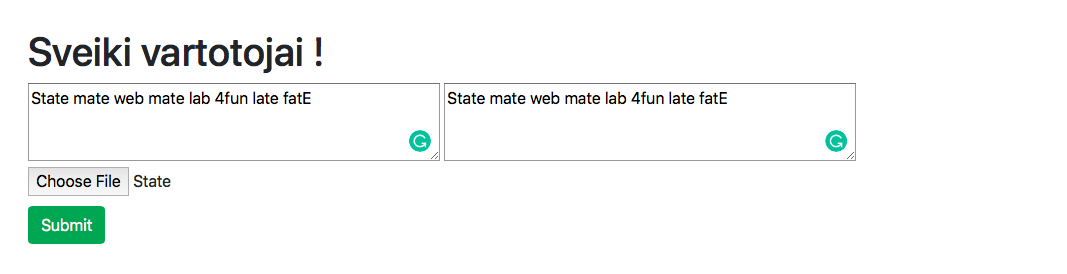 Sveiki vartotojai !
State mate web mate lab 4fun late fatE
State mate web mate lab 4fun late fatE
Choose File State
Submit